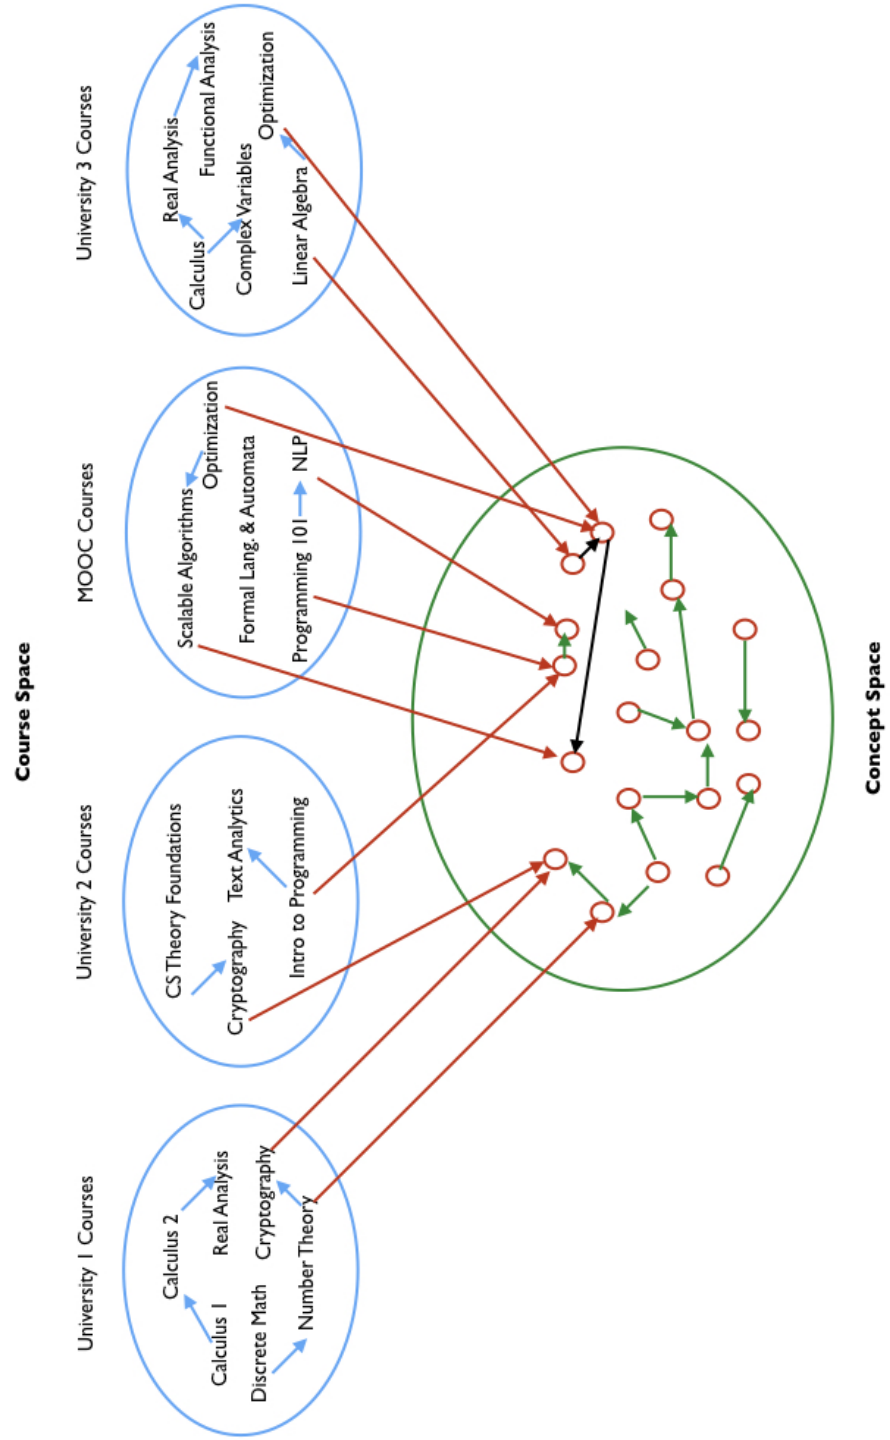 Course Space
University 1 Courses
Calculus 2
Calculus 1
Real Analysis
Discrete Math
Cryptography
Number Theory
University 2 Courses
CS Theory Foundations
Cryptography
Text Analytics
Intro to Programming
MOOC Courses
Scalable Algorithms
Optimization
Formal Lang. & Automata
Programming 101
NLP
University 3 Courses
Real Analysis
Calculus
Functional Analysis
Complex Variables
Optimization
Linear Algebra
Concept Space